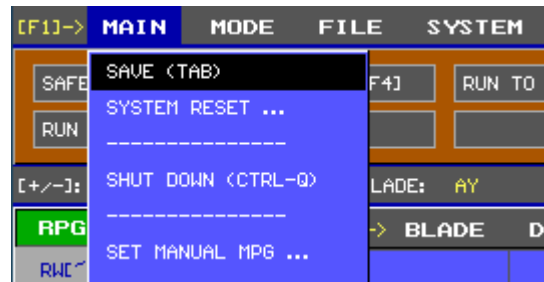 [F1]-> MAIN MODE FILE SYSTEM
SAVE (TAB)
SAFE F4] RUN TO
SYSTEM RESET ...
RUN
---------------
SHUT DOWN (CTRL-Q)
[+/-]: LADE: AY
---------------
RPG -> BLADE D
SET MANUAL MPG ...